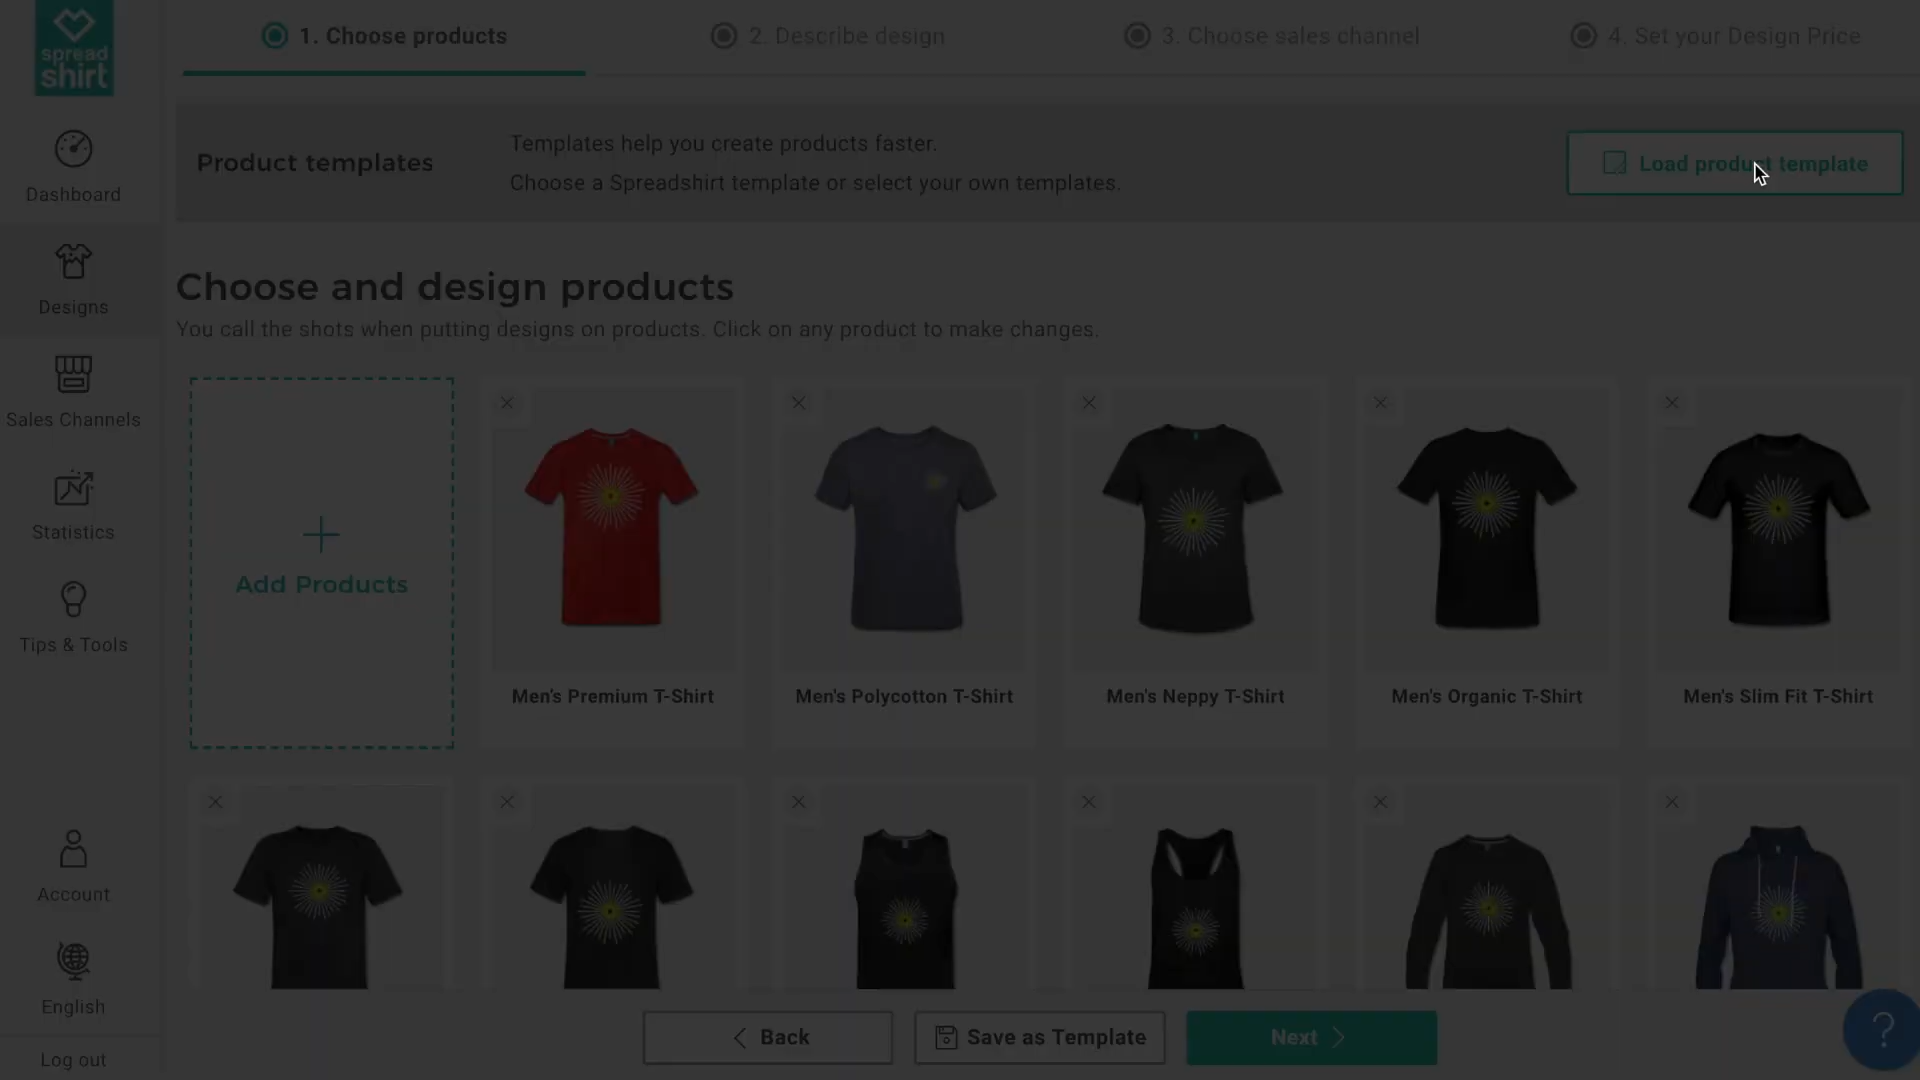 spread
shirt
1. Choose products
2. Describe design
3. Choose sales channel
4. Set your Design Price
Product templates
Templates help you create products faster.
Choose a Spreadshirt template or select your own templates.
Load product template
Dashboard
Designs
Sales Channels
Statistics
Tips & Tools
Account
English
Log out
Choose and design products
You call the shots when putting designs on products. Click on any product to make changes.
Add Products
Men's Premium T-Shirt
Men's Polycotton T-Shirt
Men's Neppy T-Shirt
Men's Organic T-Shirt
Men's Slim Fit T-Shirt
Back
Save as Template
Next
?